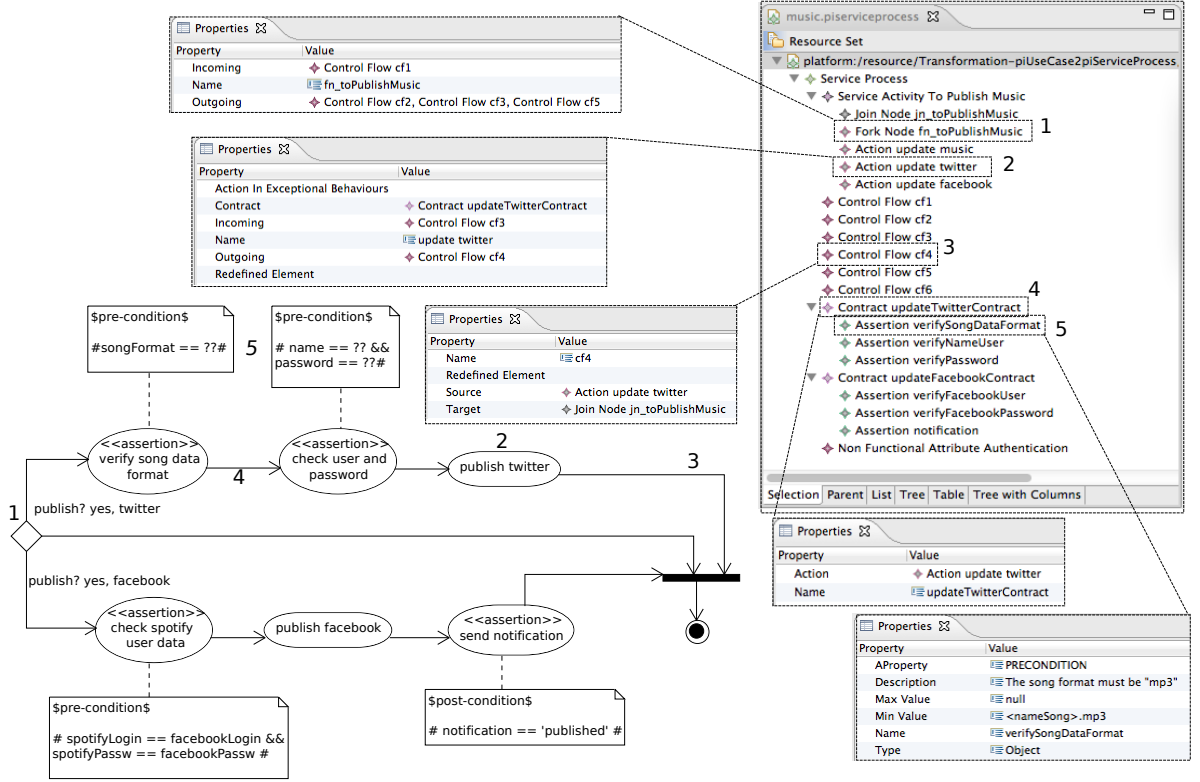 Properties
Property Value
Incoming Control Flow cf1
Name fn_toPublishMusic
Outgoing Control Flow cf2, Control Flow cf3, Control Flow cf5
Properties
Property Value
Action In Exceptional Behaviours
Contract Contract updateTwitterContract
Incoming Control Flow cf3
Name update twitter
Outgoing Control Flow cf4
Redefined Element
music.piserviceprocess
Resource Set
platform:/resource/Transformation-piUseCase2piServiceProcess
Service Process
Service Activity To Publish Music
Join Node jn_toPublishMusic
Fork Node fn_toPublishMusic
1
Action update music
Action update twitter
2
Action update facebook
Control Flow cf1
Control Flow cf2
Control Flow cf3
Control Flow cf4
3
Control Flow cf5
Control Flow cf6
4
Contract updateTwitterContract
Assertion verifySongDataFormat
5
Assertion verifyNameUser
Assertion verifyPassword
Contract updateFacebookContract
Assertion verifyFacebookUser
Assertion verifyFacebookPassword
Assertion notification
Non Functional Attribute Authentication
Selection Parent List Tree Table Tree with Columns
Properties
Property Value
Name cf4
Redefined Element
Source Action update twitter
Target Join Node jn_toPublishMusic
$pre-condition$
#songFormat == ??#
5
$pre-condition$
# name == ?? &&
password == ??#
<<assertion>>
verify song data
format
4
<<assertion>>
check user and
password
2
publish twitter
3
1
publish? yes, twitter
publish? yes, facebook
<<assertion>>
check spotify
user data
publish facebook
<<assertion>>
send notification
$pre-condition$
# spotifyLogin == facebookLogin &&
spotifyPassw == facebookPassw #
$post-condition$
# notification == 'published' #
Properties
Property Value
Action Action update twitter
Name updateTwitterContract
Properties
Property Value
AProperty PRECONDITION
Description The song format must be "mp3"
Max Value null
Min Value <nameSong>.mp3
Name verifySongDataFormat
Type Object